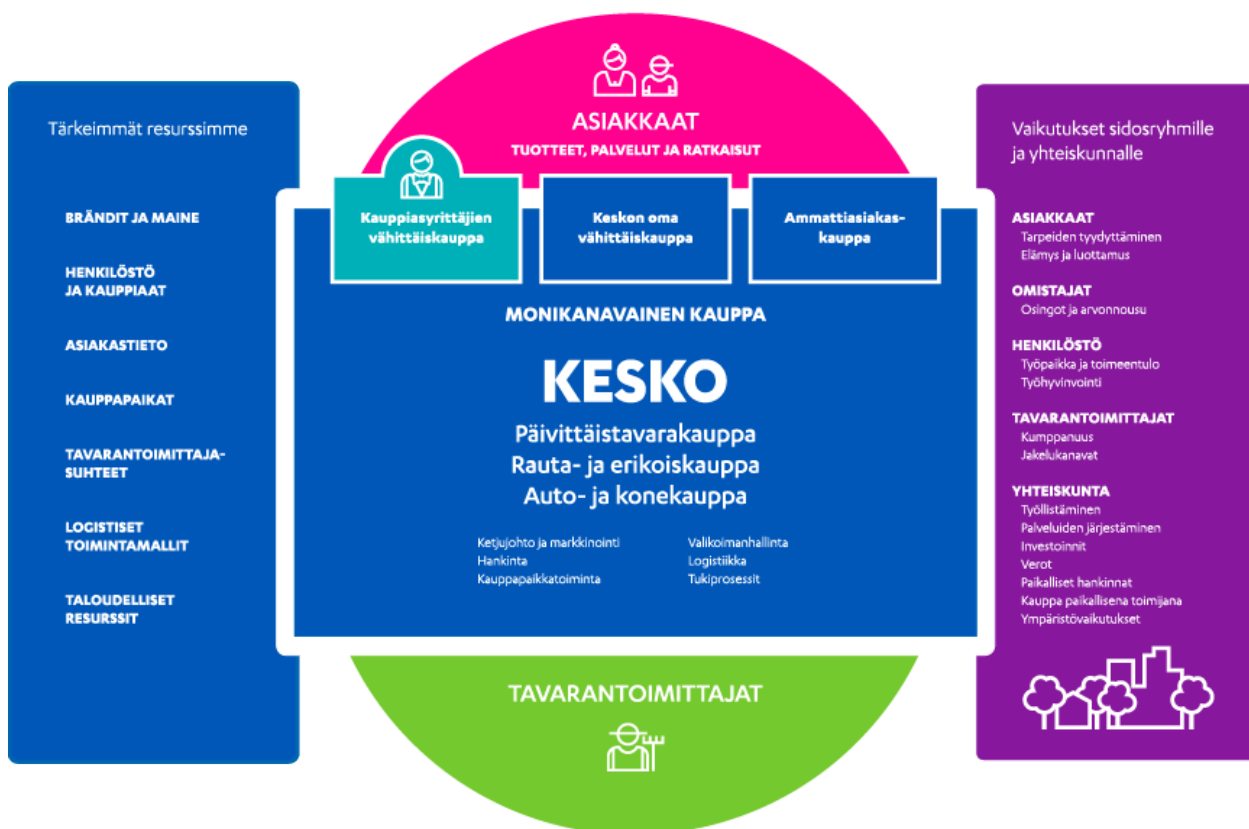 Tärkeimmät resurssimme
BRÄNDIT JA MAINE
HENKILÖSTÖ
JA KAUPPIAAT
ASIAKASTIETO
KAUPPAPAIKAT
TAVARANTOIMITTAJA-
SUHTEET
LOGISTISET
TOIMINTAMALLIT
TALOUDELLISET
RESURSSIT
ASIAKKAAT
TUOTTEET, PALVELUT JA RATKAISUT
Kauppiasyrittäjien
vähittäiskauppa
Keskon oma
vähittäiskauppa
Ammattiasiakas-
kauppa
MONIKANAVAINEN KAUPPA
KESKO
Päivittäistavarakauppa
Rauta- ja erikoiskauppa
Auto- ja konekauppa
Ketjujohto ja markkinointi
Hankinta
Kauppapaikkatoiminta
Valikoimanhallinta
Logistiikka
Tukiprosessit
TAVARANTOIMITTAJAT
Vaikutukset sidosryhmille
ja yhteiskunnalle
ASIAKKAAT
Tarpeiden tyydyttäminen
Elämys ja luottamus
OMISTAJAT
Osingot ja arvonnousu
HENKILÖSTÖ
Työpaikka ja toimeentulo
Työhyvinvointi
TAVARANTOIMITTAJAT
Kumppanuus
Jakelukanavat
YHTEISKUNTA
Työllistäminen
Palveluiden järjestäminen
Investoinnit
Verot
Paikalliset hankinnat
Kauppa paikallisena toimijana
Ympäristövaikutukset